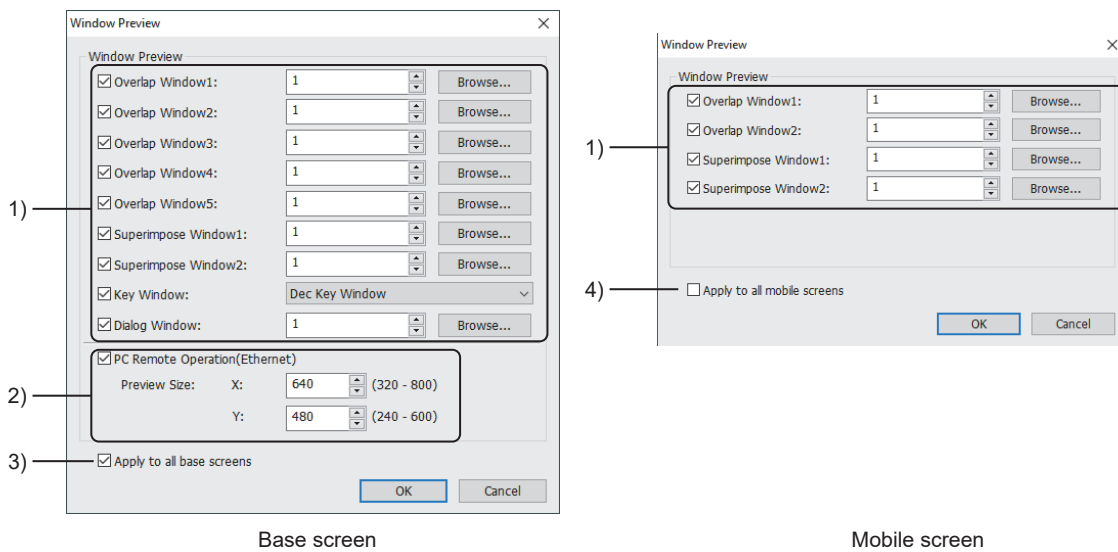 Window Preview
Window Preview
Overlap Window1: 1 Browse...
Overlap Window2: 1 Browse...
Overlap Window3: 1 Browse...
Overlap Window4: 1 Browse...
1) Overlap Window5: 1 Browse...
Superimpose Window1: 1 Browse...
Superimpose Window2: 1 Browse...
Key Window: Dec Key Window
Dialog Window: 1 Browse...
PC Remote Operation(Ethernet)
Preview Size: X: 640 (320 - 800)
2)
Y: 480 (240 - 600)
3) Apply to all base screens
OK Cancel
Base screen
Window Preview
Window Preview
Overlap Window1: 1 Browse...
Overlap Window2: 1 Browse...
1)
Superimpose Window1: 1 Browse...
Superimpose Window2: 1 Browse...
4) Apply to all mobile screens
OK Cancel
Mobile screen